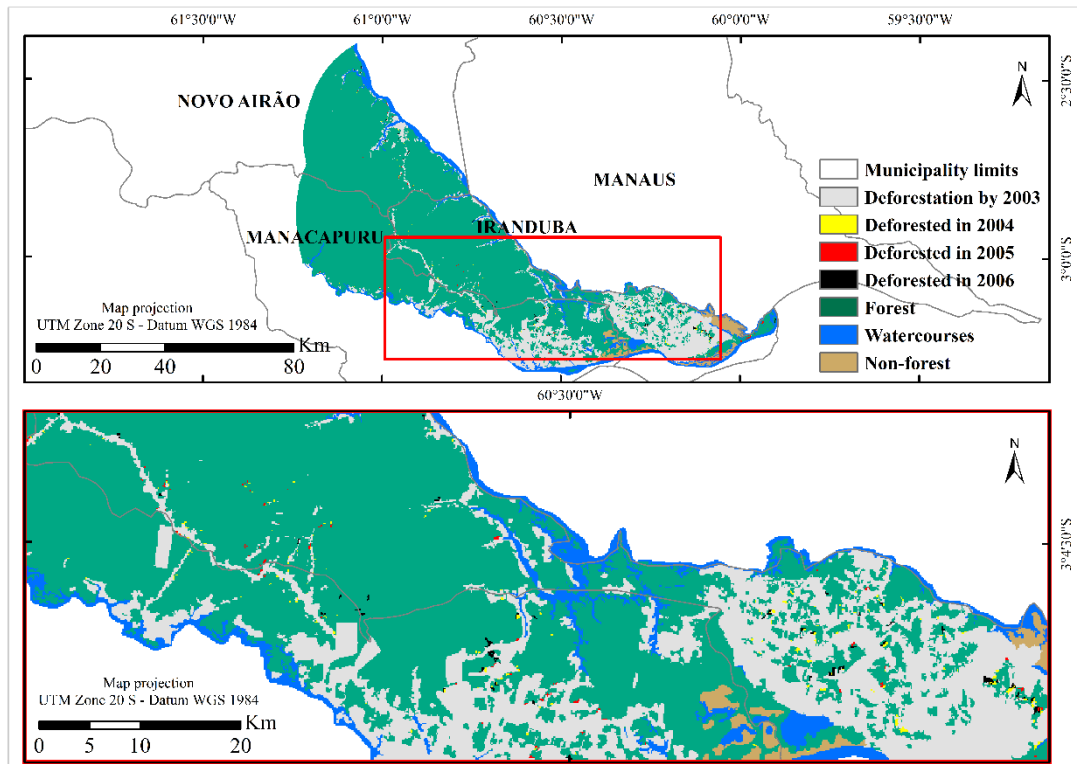 61°30'0"W 61°0'0"W 60°30'0"W 60°0'0"W 59°30'0"W
N
2°30'0"S
NOVO AIRÃO
MANAUS
Municipality limits
Deforestation by 2003
Deforested in 2004
Deforested in 2005
Deforested in 2006
Forest
Watercourses
Non-forest
IRANDUBA
MANACAPURU
3°0'0"S
Map projection
UTM Zone 20 S - Datum WGS 1984
Km
0 20 40 80
60°30'0"W
N
3°4'30"S
Map projection
UTM Zone 20 S - Datum WGS 1984
Km
0 5 10 20